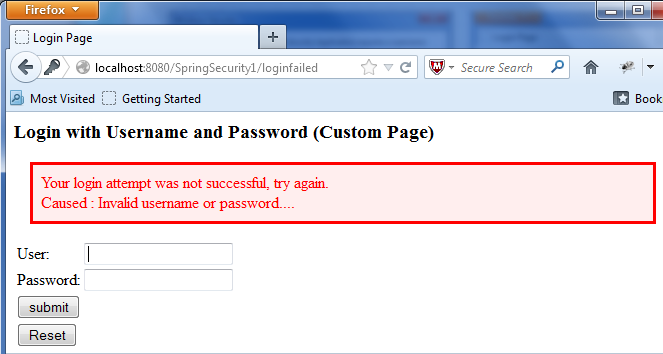 Firefox
Login Page
localhost:8080/SpringSecurity1/loginfailed
Secure Search
Most Visited
Getting Started
Book
Login with Username and Password (Custom Page)
Your login attempt was not successful, try again.
Caused : Invalid username or password....
User:
Password:
submit
Reset